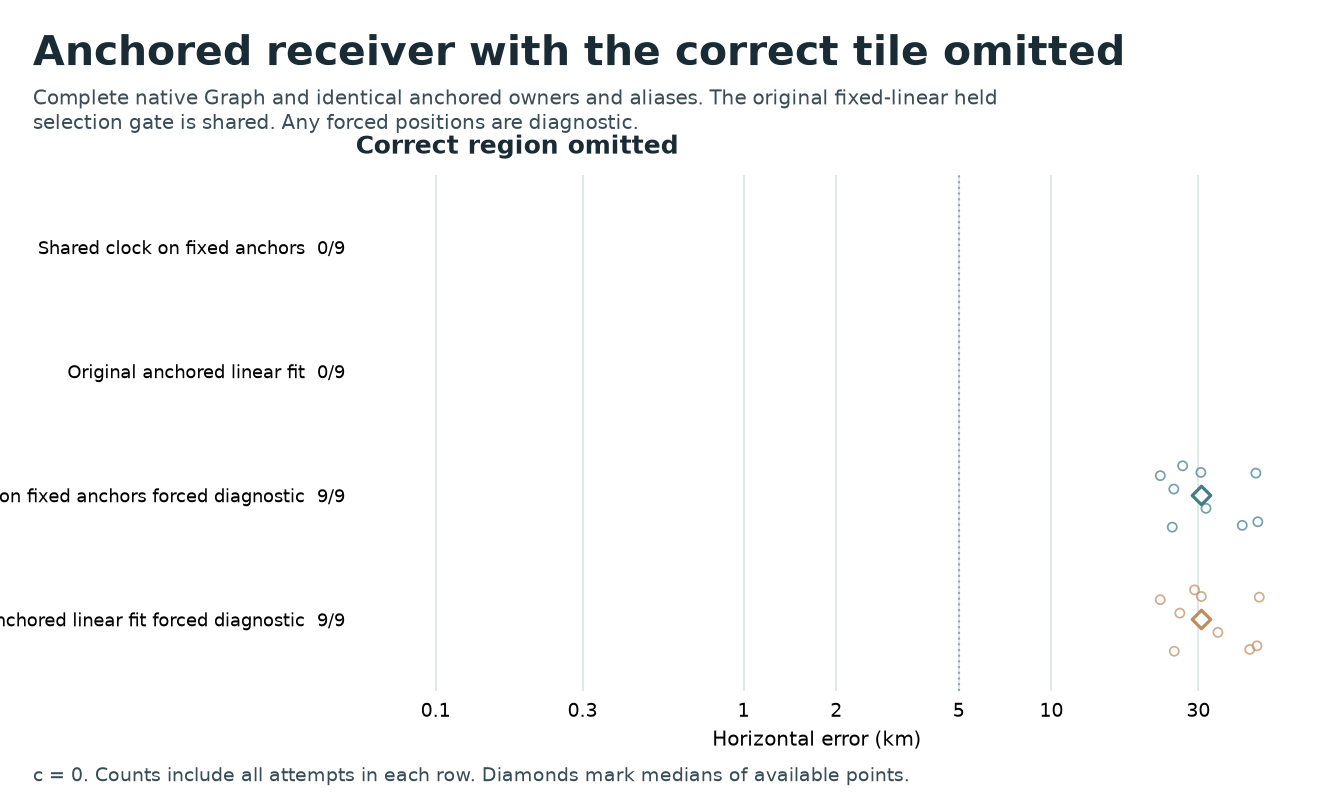 Anchored receiver with the correct tile omitted
Complete native Graph and identical anchored owners and aliases. The original fixed-linear held
selection gate is shared. Any forced positions are diagnostic.
Correct region omitted
Shared clock on fixed anchors 0/9
Original anchored linear fit 0/9
on fixed anchors forced diagnostic 9/9
nchored linear fit forced diagnostic 9/9
0.1 0.3 1 2 5 10 30
Horizontal error (km)
c = 0. Counts include all attempts in each row. Diamonds mark medians of available points.